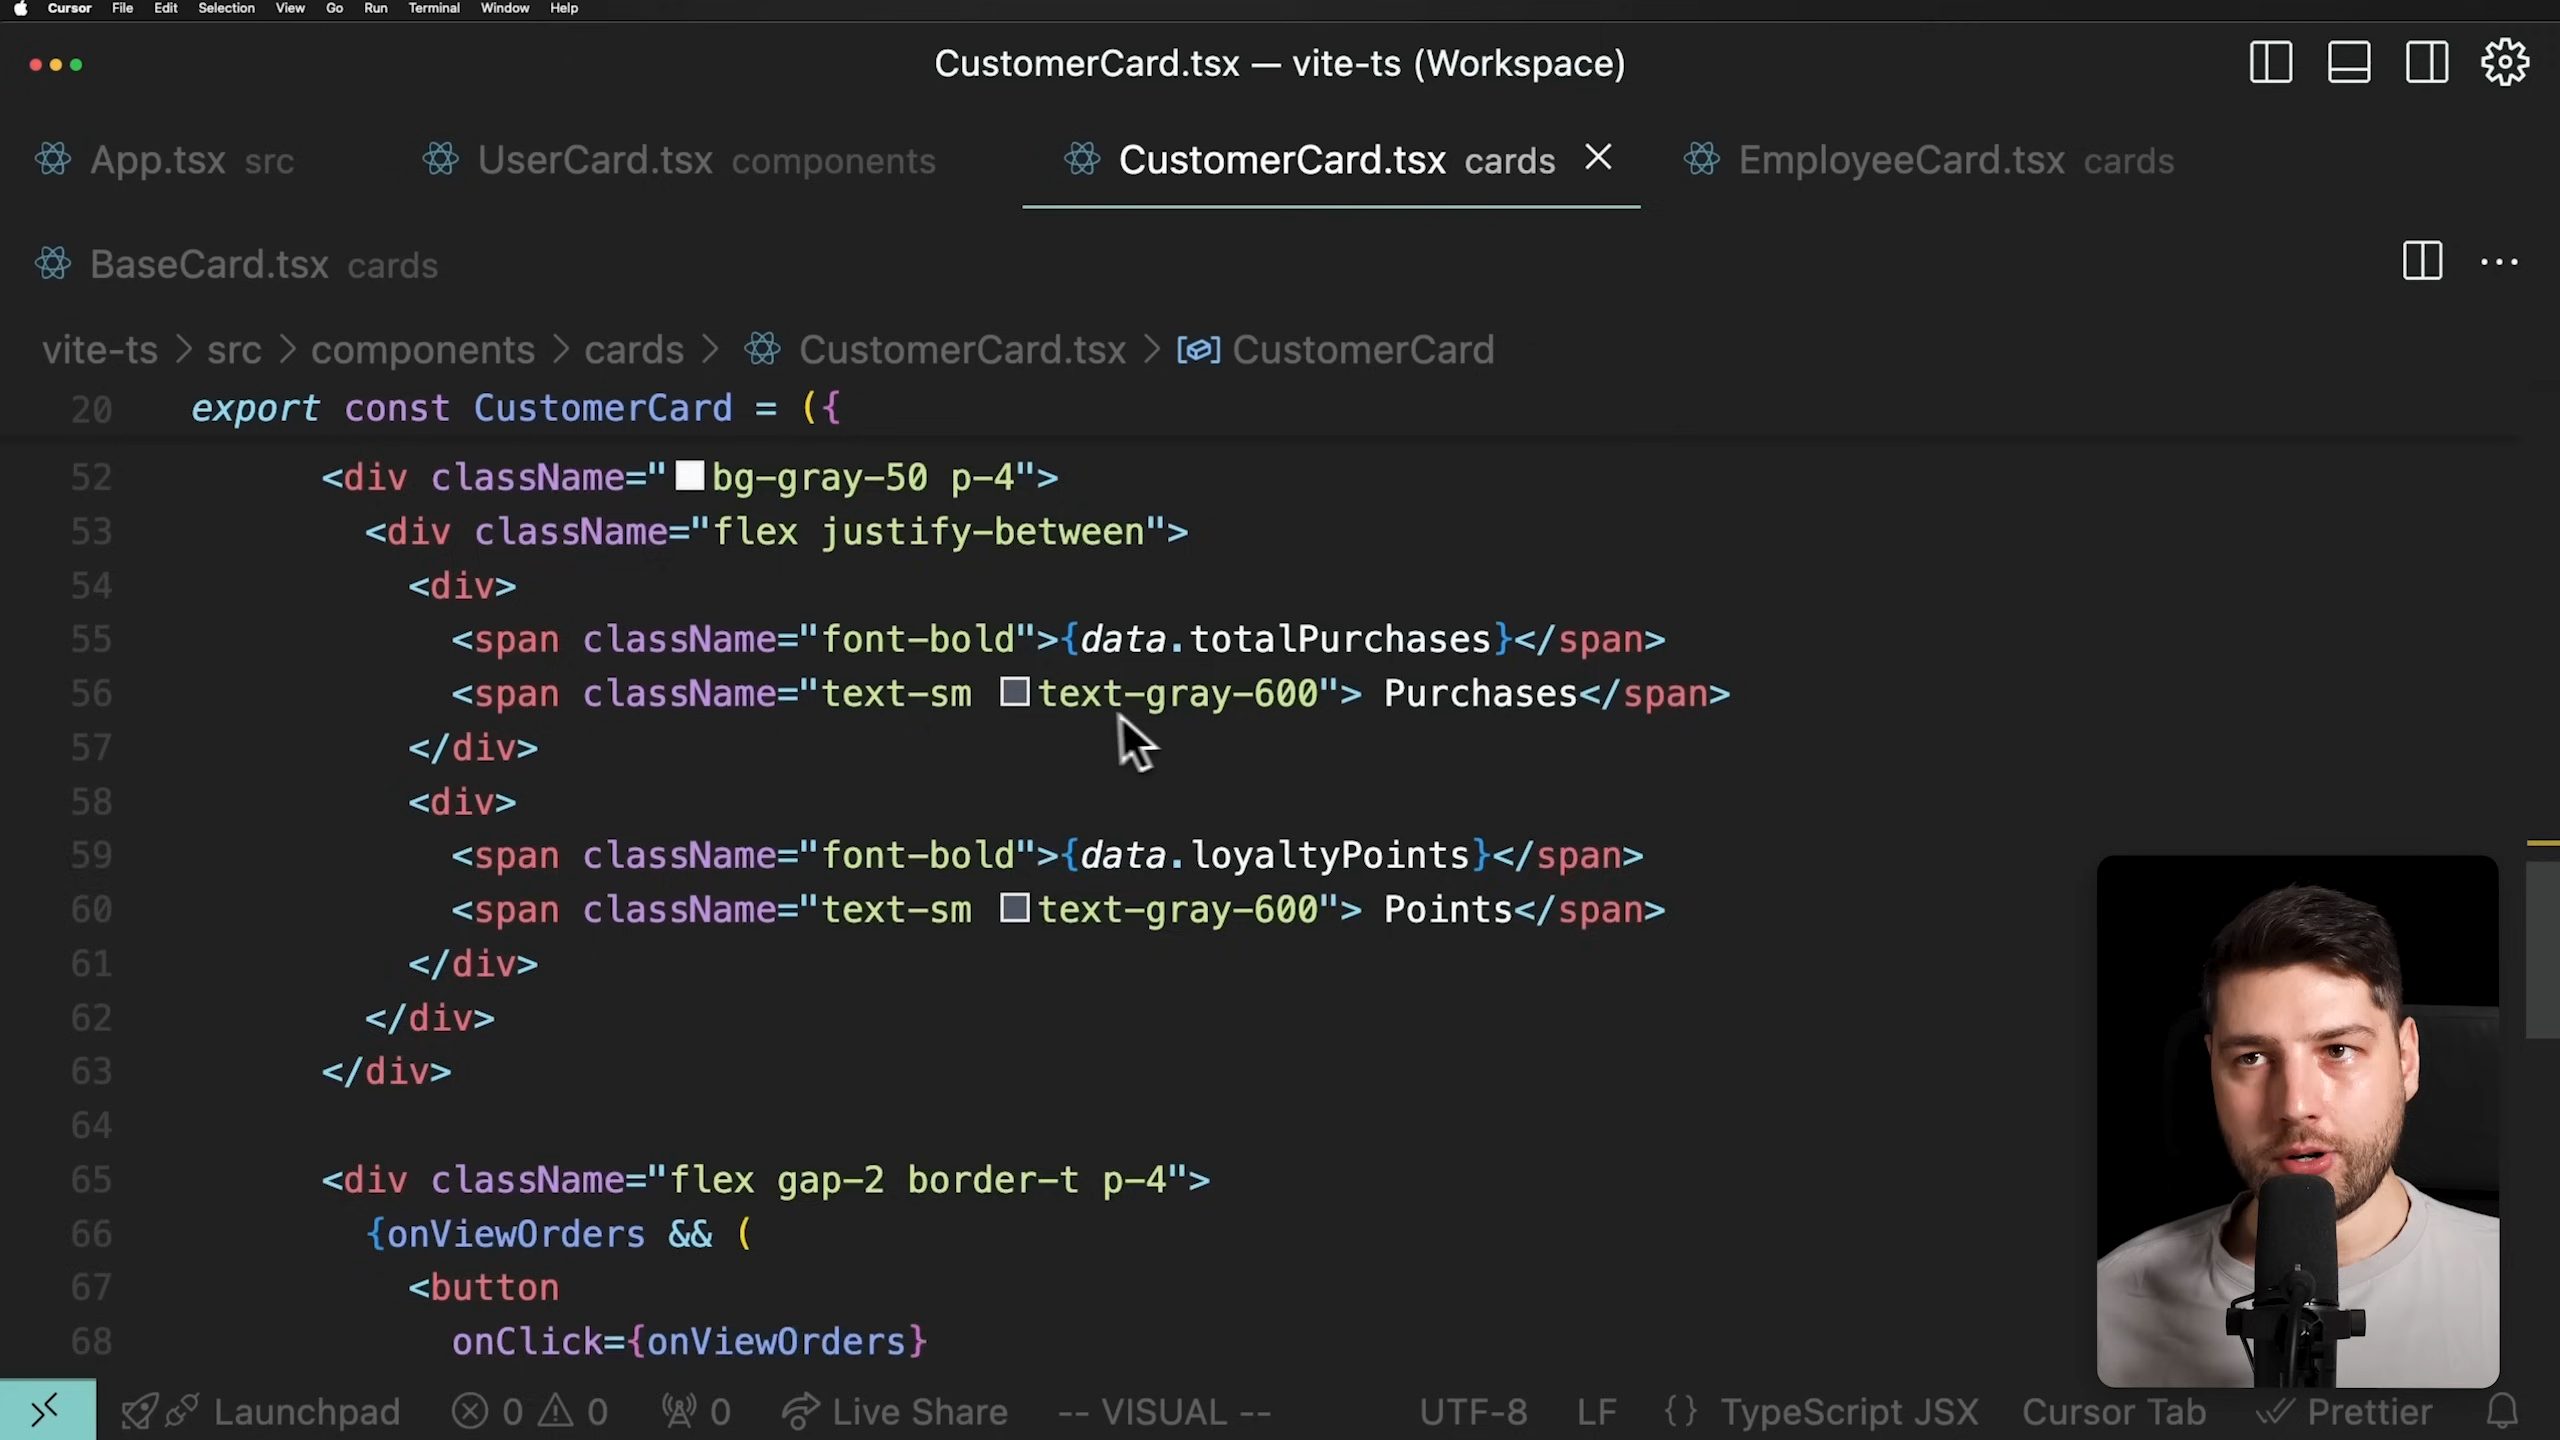 Cursor File Edit Selection View Go Run Terminal Window Help
CustomerCard.tsx — vite-ts (Workspace)
App.tsx src UserCard.tsx components CustomerCard.tsx cards EmployeeCard.tsx cards
BaseCard.tsx cards
vite-ts > src > components > cards > CustomerCard.tsx > CustomerCard
20 export const CustomerCard = ({
52 <div className="bg-gray-50 p-4">
53 <div className="flex justify-between">
54 <div>
55 <span className="font-bold">{data.totalPurchases}</span>
56 <span className="text-sm text-gray-600"> Purchases</span>
57 </div>
58 <div>
59 <span className="font-bold">{data.loyaltyPoints}</span>
60 <span className="text-sm text-gray-600"> Points</span>
61 </div>
62 </div>
63 </div>
64
65 <div className="flex gap-2 border-t p-4">
66 {onViewOrders && (
67 <button
68 onClick={onViewOrders}
Launchpad 0 0 0 Live Share -- VISUAL -- UTF-8 LF {} TypeScript JSX Cursor Tab Prettier